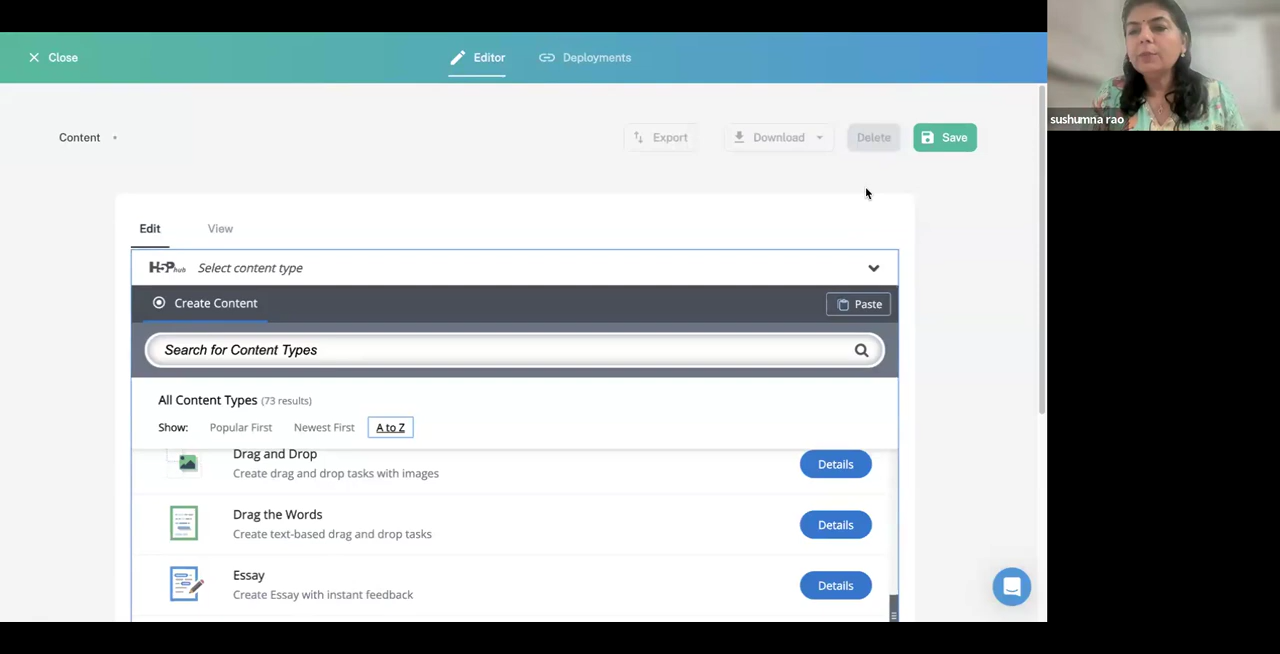 Close
Editor
Deployments
sushumna rao
Content
Export
Download
Delete
Save
Edit
View
H5P hub
Select content type
Create Content
Paste
Search for Content Types
All Content Types (73 results)
Show:
Popular First
Newest First
A to Z
Drag and Drop
Create drag and drop tasks with images
Details
Drag the Words
Create text-based drag and drop tasks
Details
Essay
Create Essay with instant feedback
Details